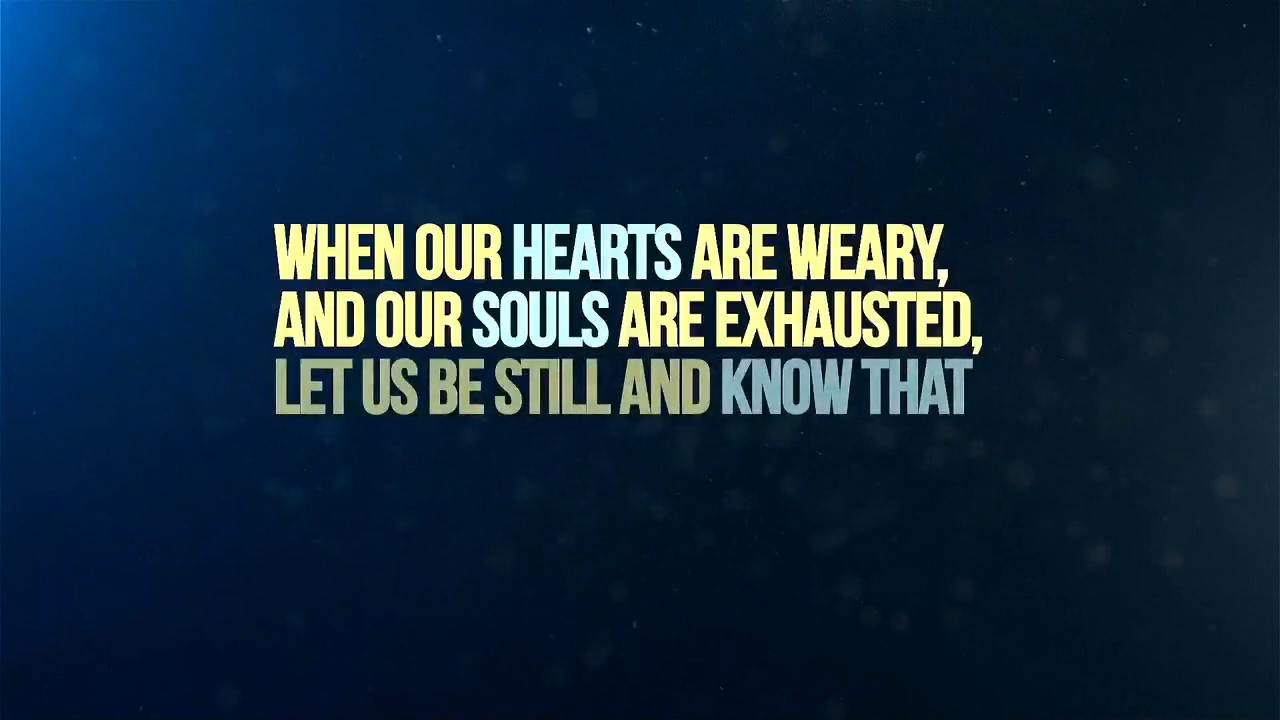 WHEN OUR HEARTS ARE WEARY,
AND OUR SOULS ARE EXHAUSTED,
LET US BE STILL AND KNOW THAT